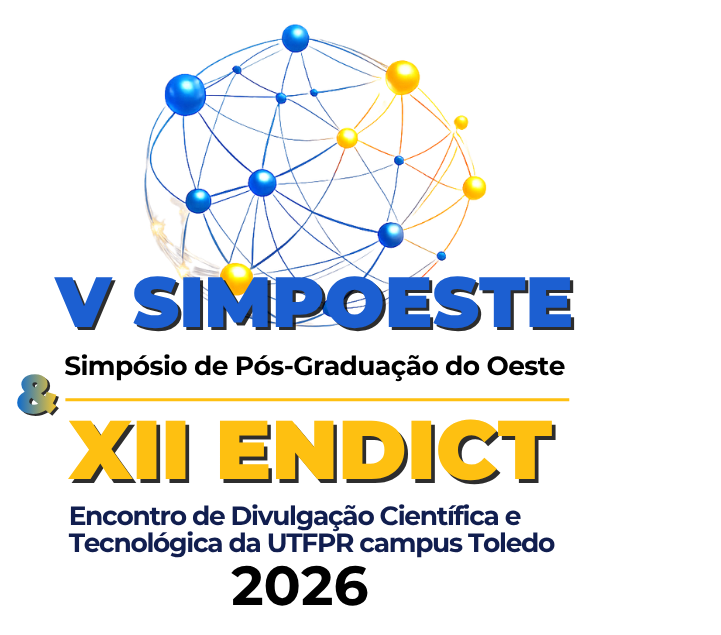 V SIMPOESTE
Simpósio de Pós-Graduação do Oeste
&
XII ENDICT
Encontro de Divulgação Científica e
Tecnológica da UTFPR campus Toledo
2026